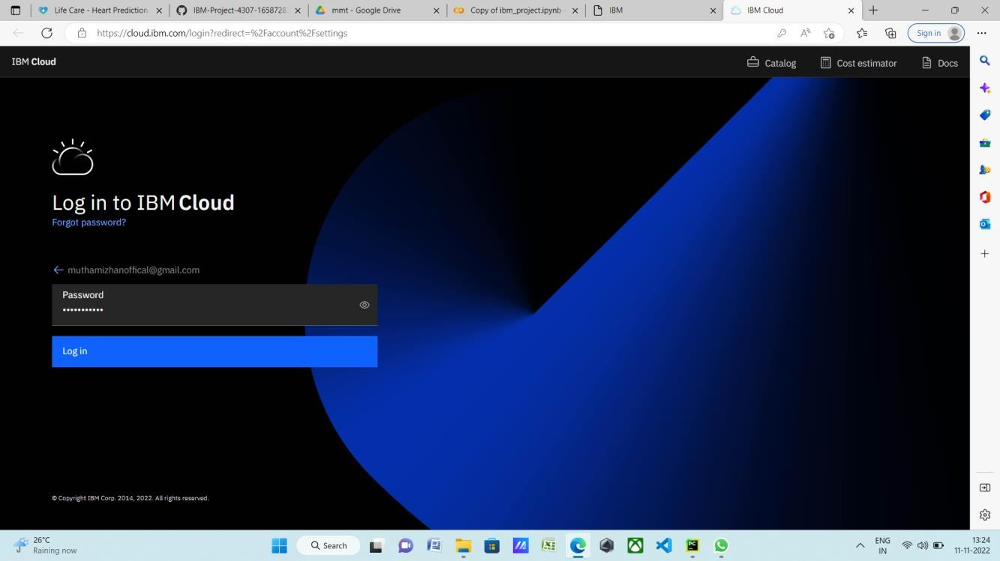 Life Care - Heart Prediction
IBM-Project-4307-1658728
mmt - Google Drive
Copy of ibm_project.ipynb -
IBM
IBM Cloud
https://cloud.ibm.com/login?redirect=%2Faccount%2Fsettings
Sign in
IBM Cloud
Catalog
Cost estimator
Docs
Log in to IBM Cloud
Forgot password?
muthamizhanoffical@gmail.com
Password
•••••••••••
Log in
© Copyright IBM Corp. 2014, 2022. All rights reserved.
26°C
Raining now
Search
ENG
IN
13:24
11-11-2022